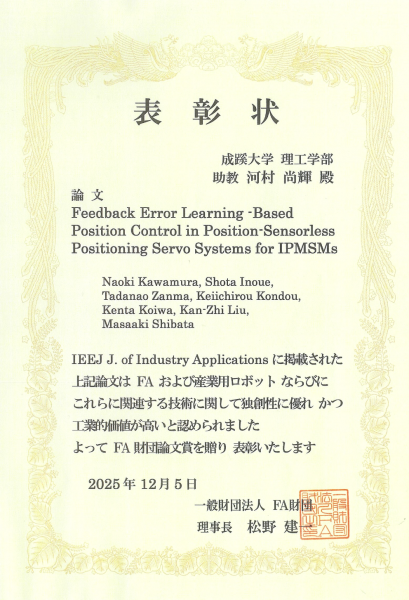 表彰状
成蹊大学 理工学部
助教 河村 尚輝 殿
論 文
Feedback Error Learning -Based
Position Control in Position-Sensorless
Positioning Servo Systems for IPMSMs
Naoki Kawamura, Shota Inoue,
Tadanao Zanma, Keiichirou Kondou,
Kenta Koiwa, Kan-Zhi Liu,
Masaaki Shibata
IEEJ J. of Industry Applications に掲載された
上記論文は FA および産業用ロボット ならびに
これらに関連する技術に関して独創性に優れ かつ
工業的価値が高いと認められました
よって FA 財団論文賞を贈り 表彰いたします
2025年 12月5日
一般財団法人 FA財団
理事長 松野 建一